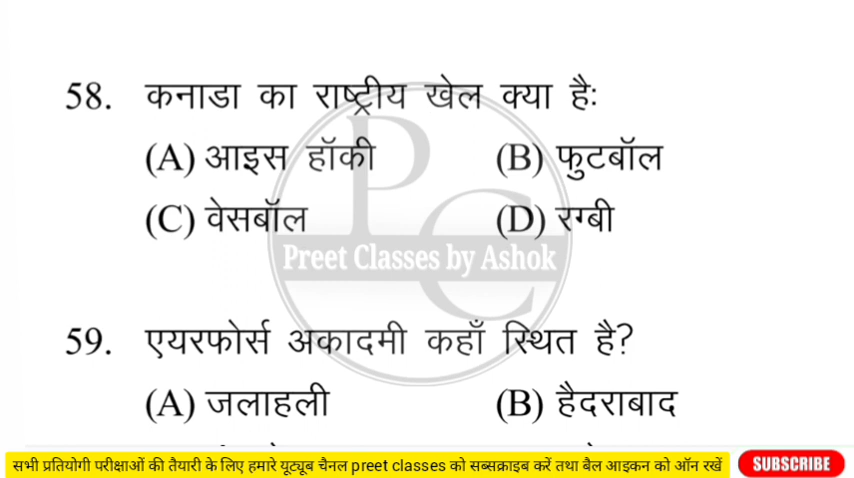 58. कनाडा का राष्ट्रीय खेल क्या हैः
(A) आइस हॉकी (B) फुटबॉल
(C) वेसबॉल (D) रग्बी
Preet Classes by Ashok
59. एयरफोर्स अकादमी कहाँ स्थित है?
(A) जलाहली (B) हैदराबाद
सभी प्रतियोगी परीक्षाओं की तैयारी के लिए हमारे यूट्यूब चैनल preet classes को सब्सक्राइब करें तथा बैल आइकन को ऑन रखें SUBSCRIBE